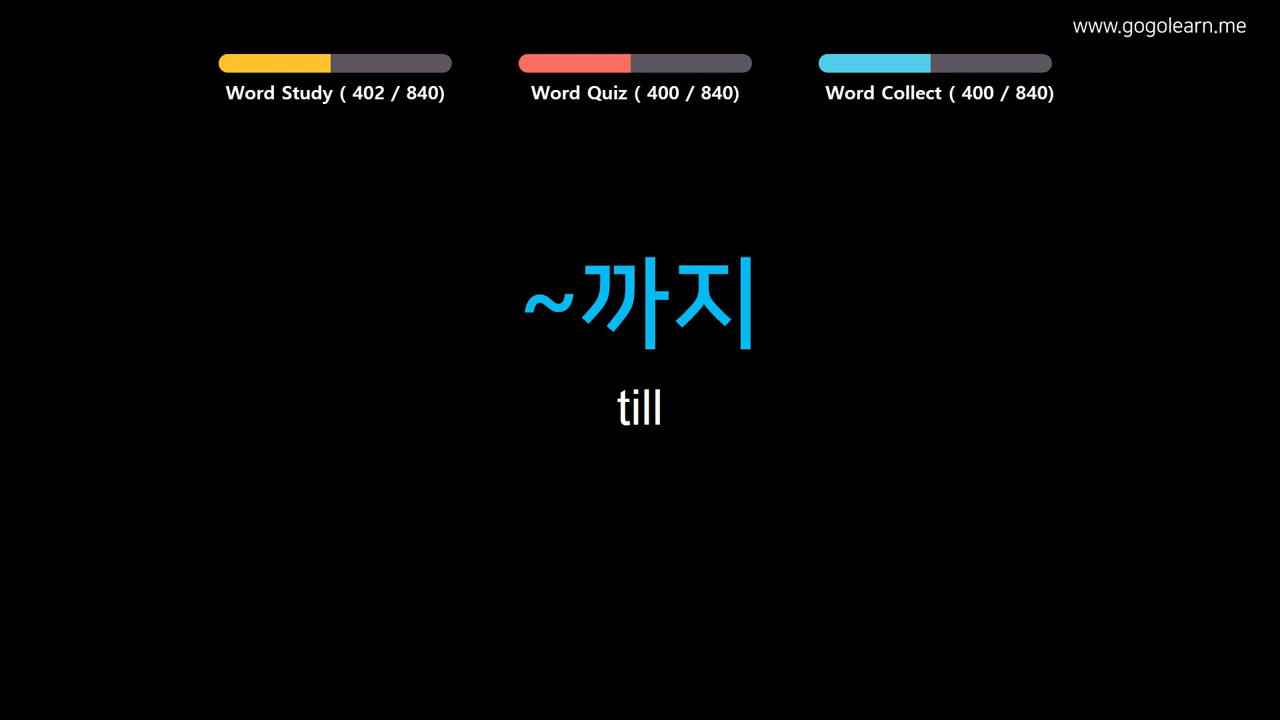 www.gogolearn.me
Word Study ( 402 / 840)
Word Quiz ( 400 / 840)
Word Collect ( 400 / 840)
~까지
till